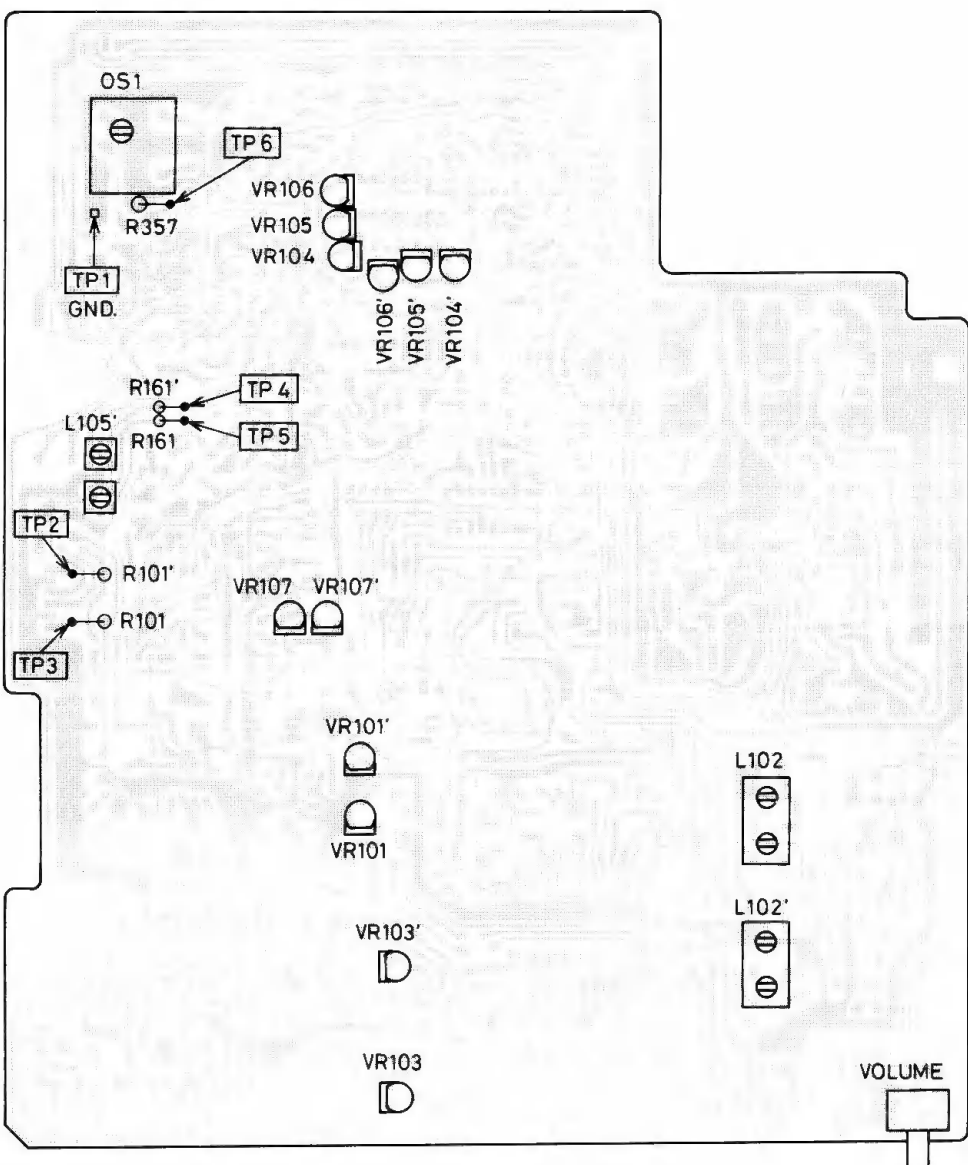 OS1
TP6
VR106
R357
VR105
VR104
TP1
GND.
VR106'
VR105'
VR104'
R161'
TP4
L105'
R161
TP5
TP2
R101'
VR107
VR107'
R101
TP3
VR101'
L102
VR101
L102'
VR103'
VR103
VOLUME